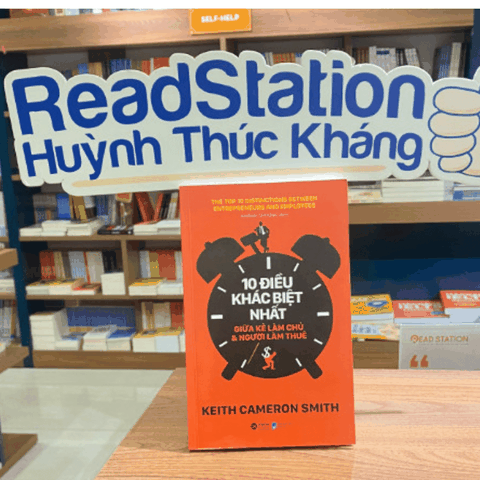 SELF-HELP
ReadStation
Huỳnh Thúc Kháng
THE TOP 10 DISTINCTIONS BETWEEN
ENTREPRENEURS AND EMPLOYEES
10 ĐIỀU
KHÁC BIỆT
NHẤT
GIỮA KẺ LÀM CHỦ
& NGƯỜI LÀM THUÊ
KEITH CAMERON SMITH
READ STATION